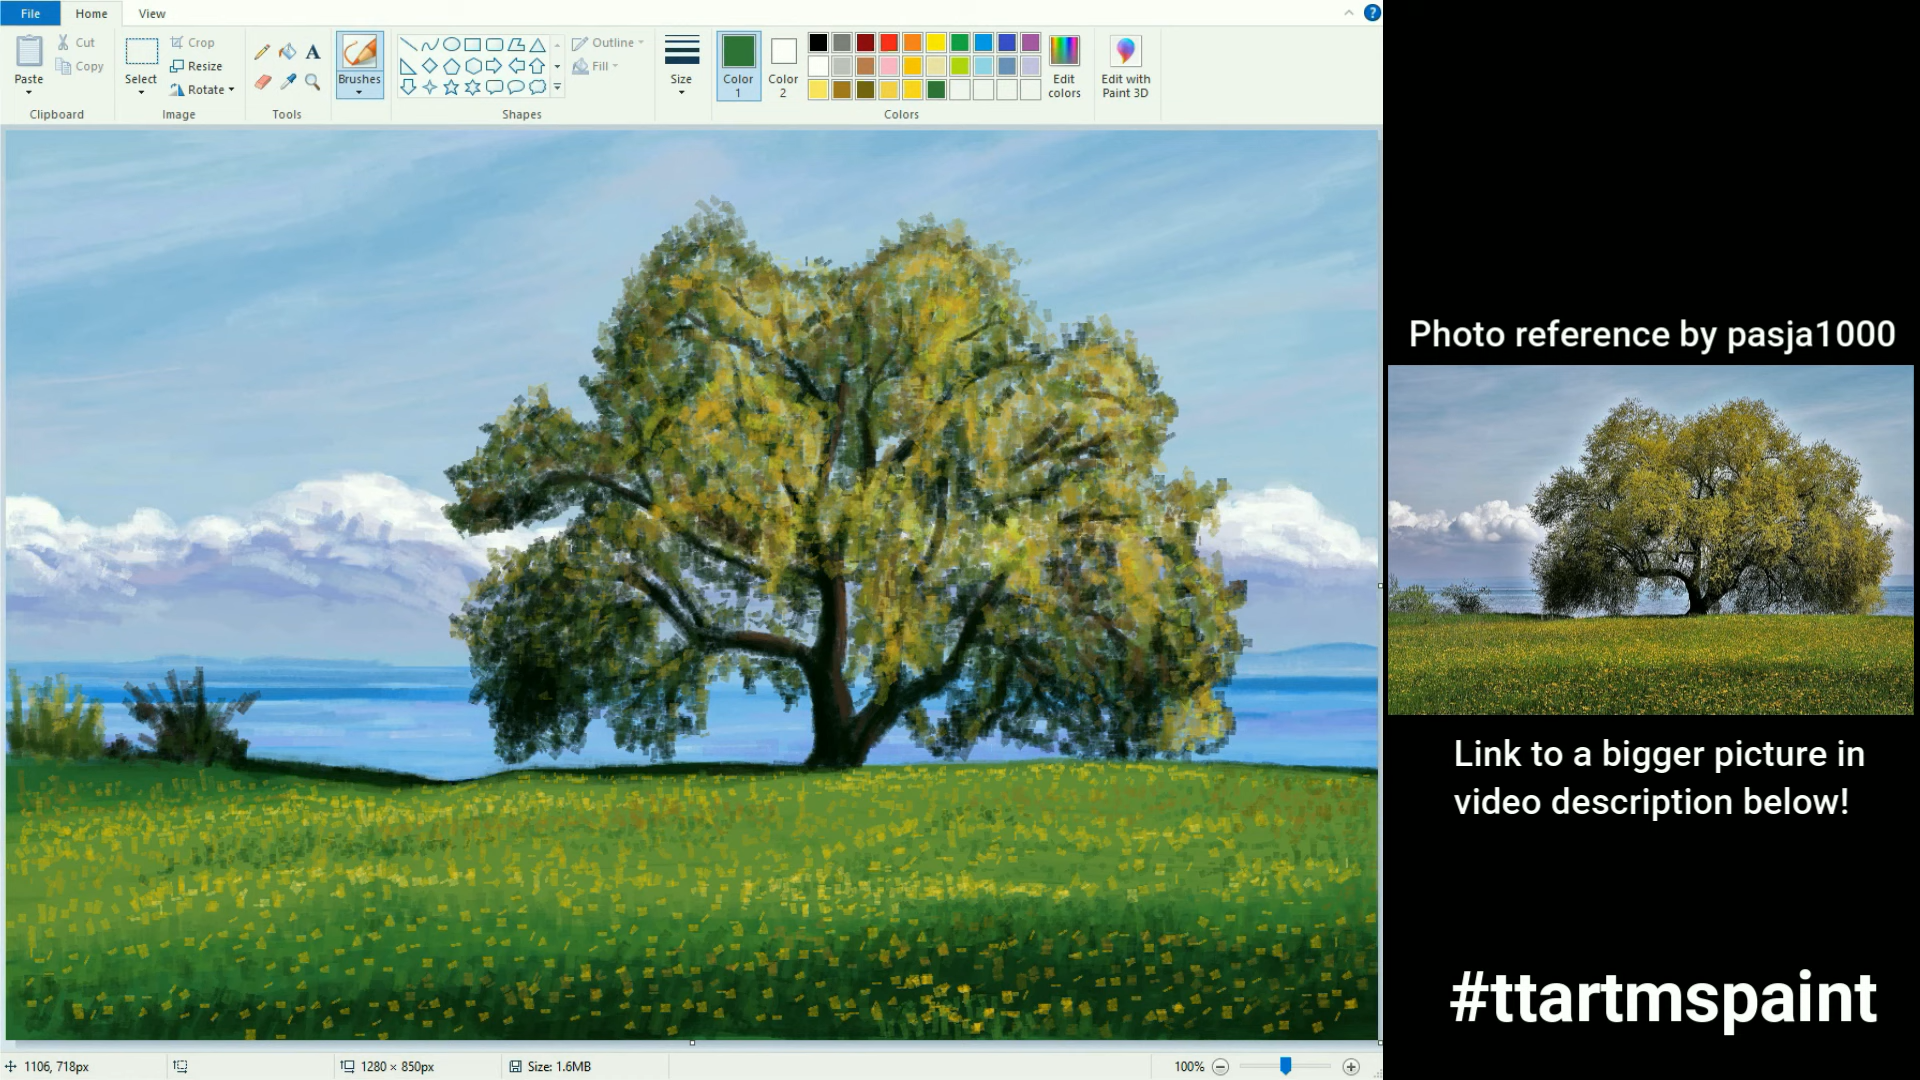 File Home View
Paste
Cut
Copy
Clipboard
Select
Crop
Resize
Rotate
Image
A
Tools
Brushes
Shapes
Outline
Fill
Size
Color
1
Color
2
Colors
Edit
colors
Edit with
Paint 3D
?
Photo reference by pasja1000
Link to a bigger picture in
video description below!
#ttartmspaint
1106, 718px
1280 × 850px
Size: 1.6MB
100%